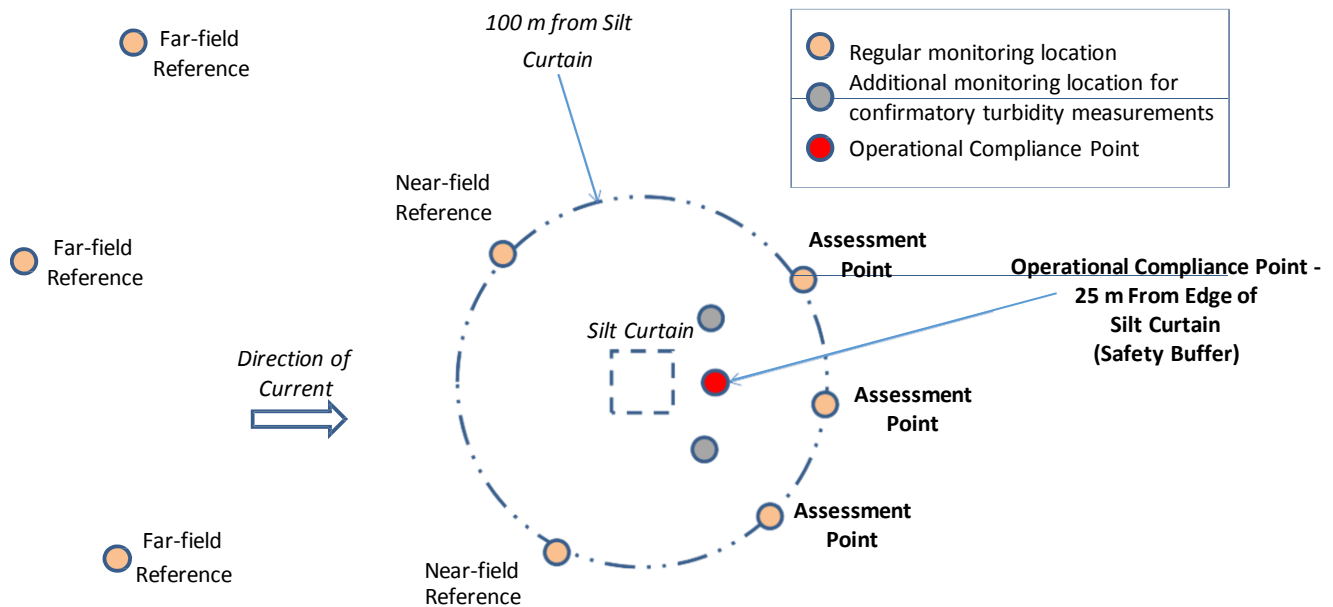 Far-field
Reference
100 m from Silt
Curtain
Regular monitoring location
Additional monitoring location for
confirmatory turbidity measurements
Operational Compliance Point
Near-field
Reference
Far-field
Reference
Assessment
Point
Operational Compliance Point -
25 m From Edge of
Silt Curtain
(Safety Buffer)
Silt Curtain
Direction of
Current
Assessment
Point
Assessment
Point
Far-field
Reference
Near-field
Reference